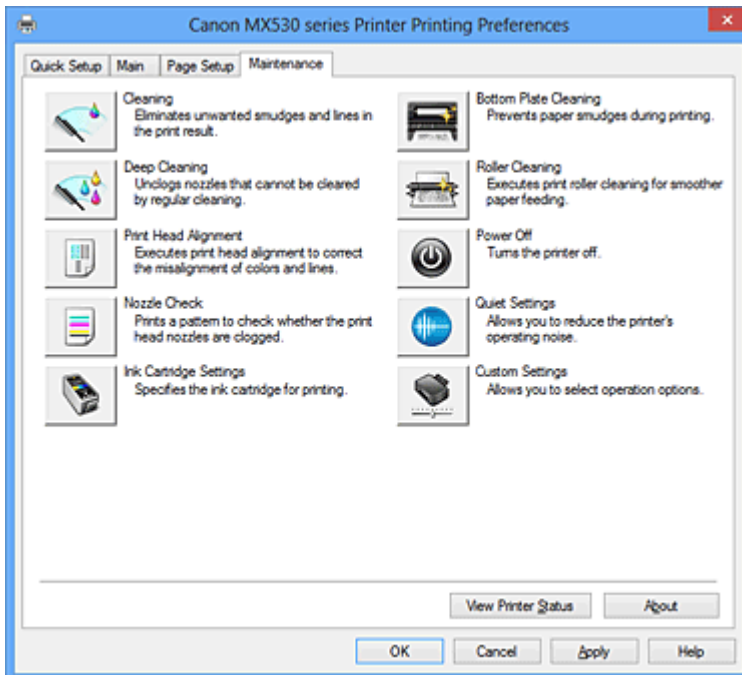 Canon MX530 series Printer Printing Preferences
Quick Setup
Main
Page Setup
Maintenance
Cleaning
Eliminates unwanted smudges and lines in
the print result.
Deep Cleaning
Unclogs nozzles that cannot be cleared
by regular cleaning.
Print Head Alignment
Executes print head alignment to correct
the misalignment of colors and lines.
Nozzle Check
Prints a pattern to check whether the print
head nozzles are clogged.
Ink Cartridge Settings
Specifies the ink cartridge for printing.
Bottom Plate Cleaning
Prevents paper smudges during printing.
Roller Cleaning
Executes print roller cleaning for smoother
paper feeding.
Power Off
Turns the printer off.
Quiet Settings
Allows you to reduce the printer's
operating noise.
Custom Settings
Allows you to select operation options.
View Printer Status
About
OK
Cancel
Apply
Help